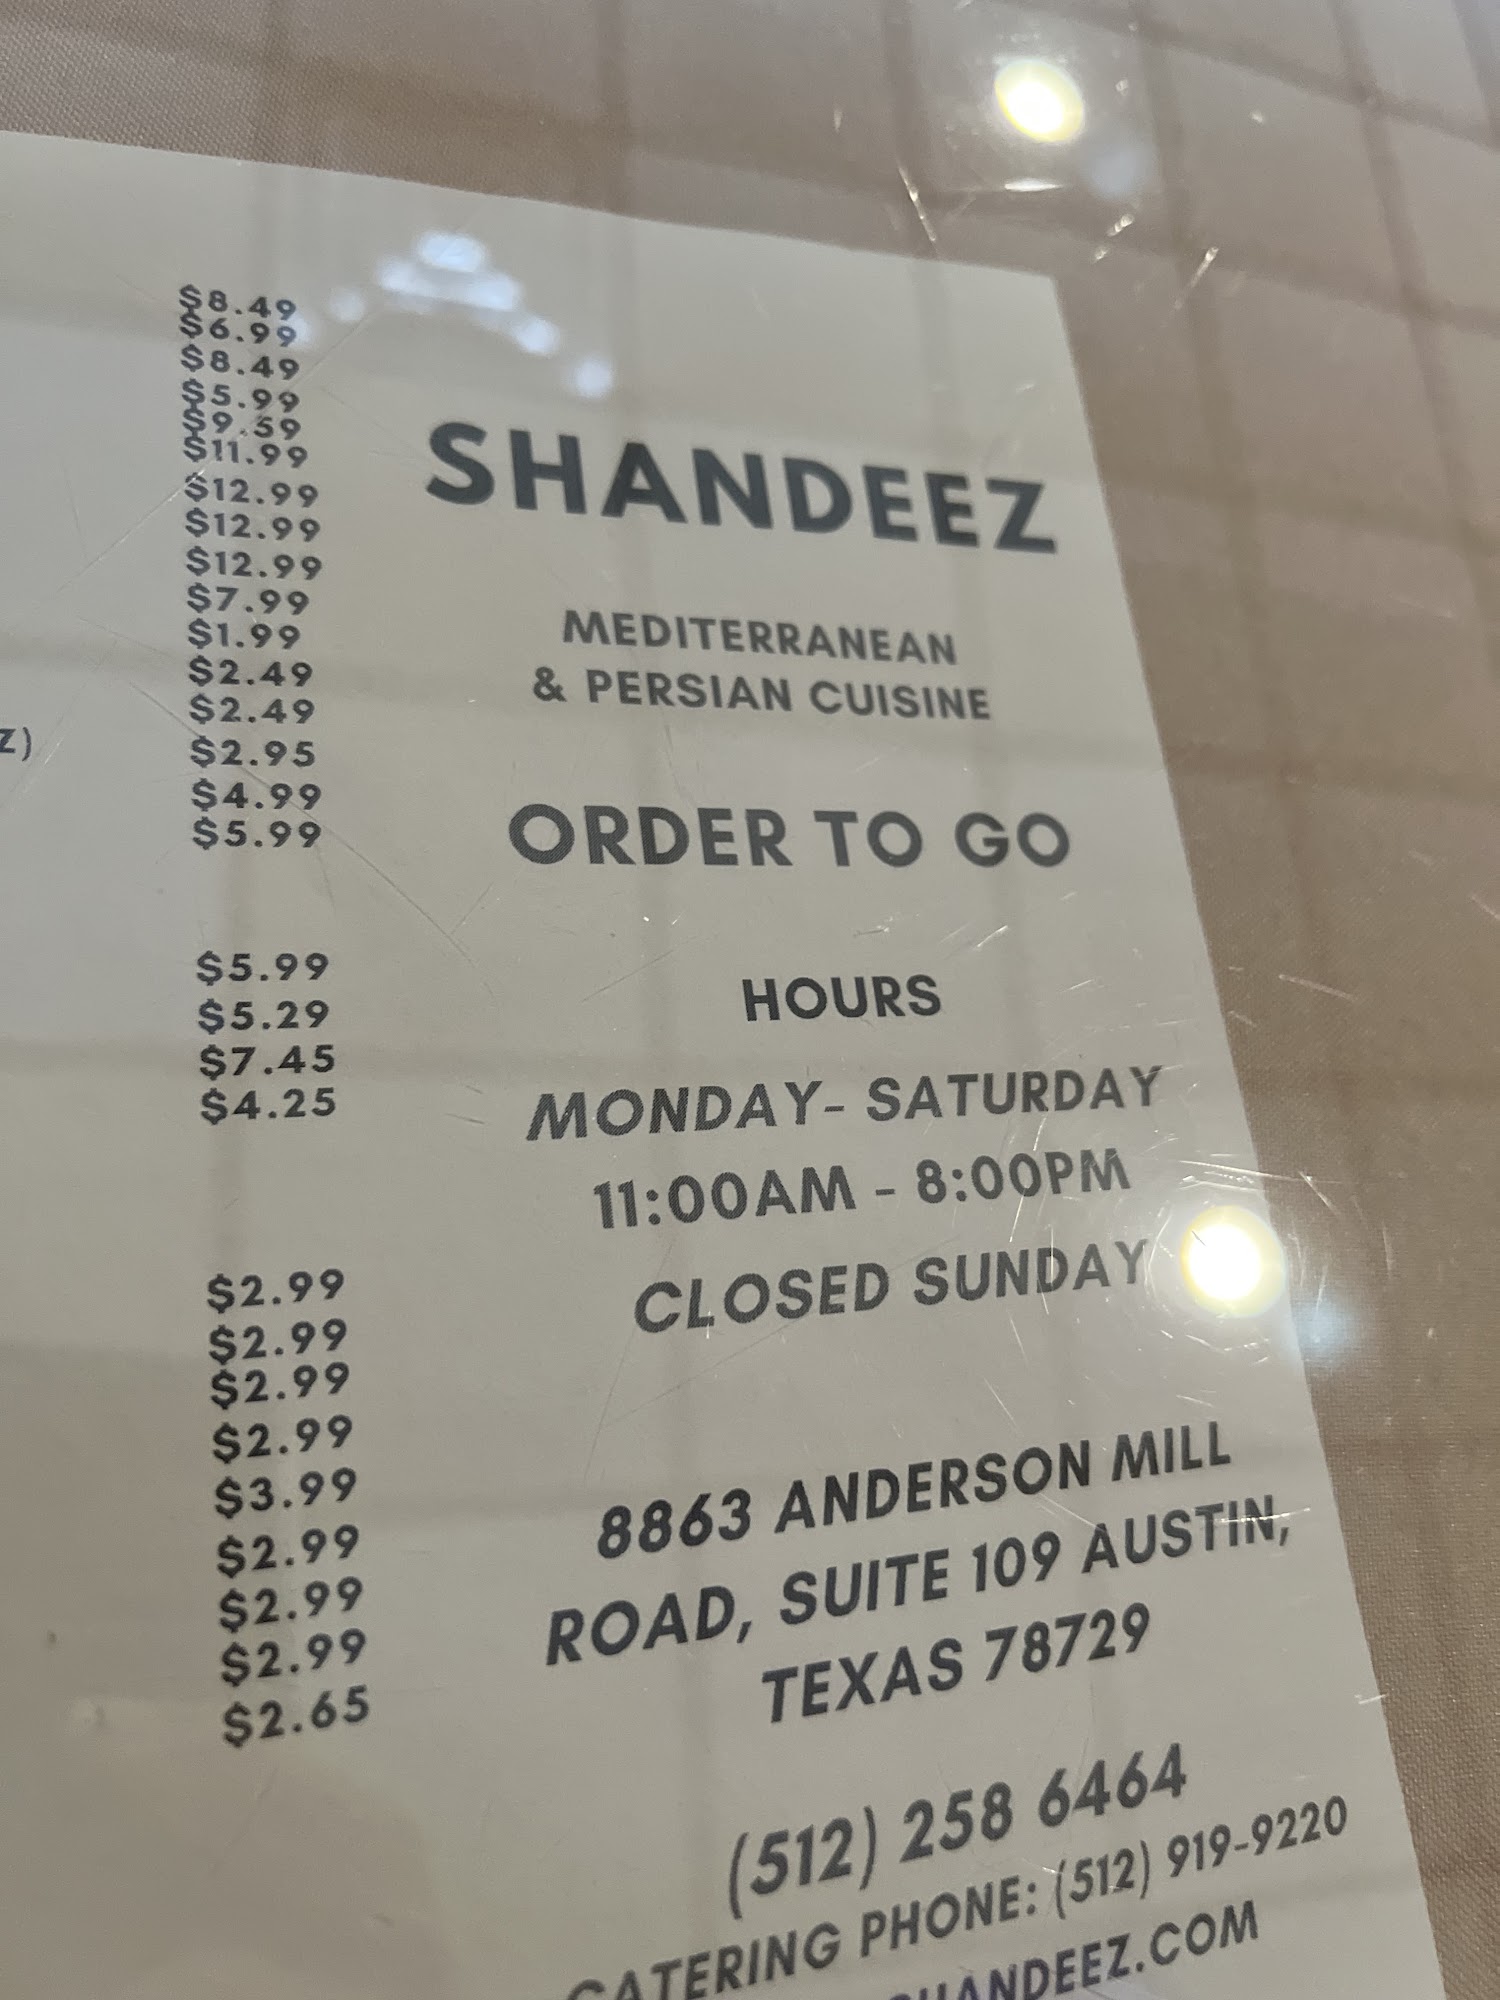 $8.49
$6.99
$8.49
$5.99
$9.59
$11.99
$12.99
$12.99
$12.99
$7.99
$1.99
$2.49
$2.49
Z)
$2.95
$4.99
$5.99
$5.99
$5.29
$7.45
$4.25
$2.99
$2.99
$2.99
$2.99
$3.99
$2.99
$2.99
$2.99
$2.65
SHANDEEZ
MEDITERRANEAN
& PERSIAN CUISINE
ORDER TO GO
HOURS
MONDAY- SATURDAY
11:00AM - 8:00PM
CLOSED SUNDAY
8863 ANDERSON MILL
ROAD, SUITE 109 AUSTIN,
TEXAS 78729
(512) 258 6464
CATERING PHONE: (512) 919-9220
SHANDEEZ.COM